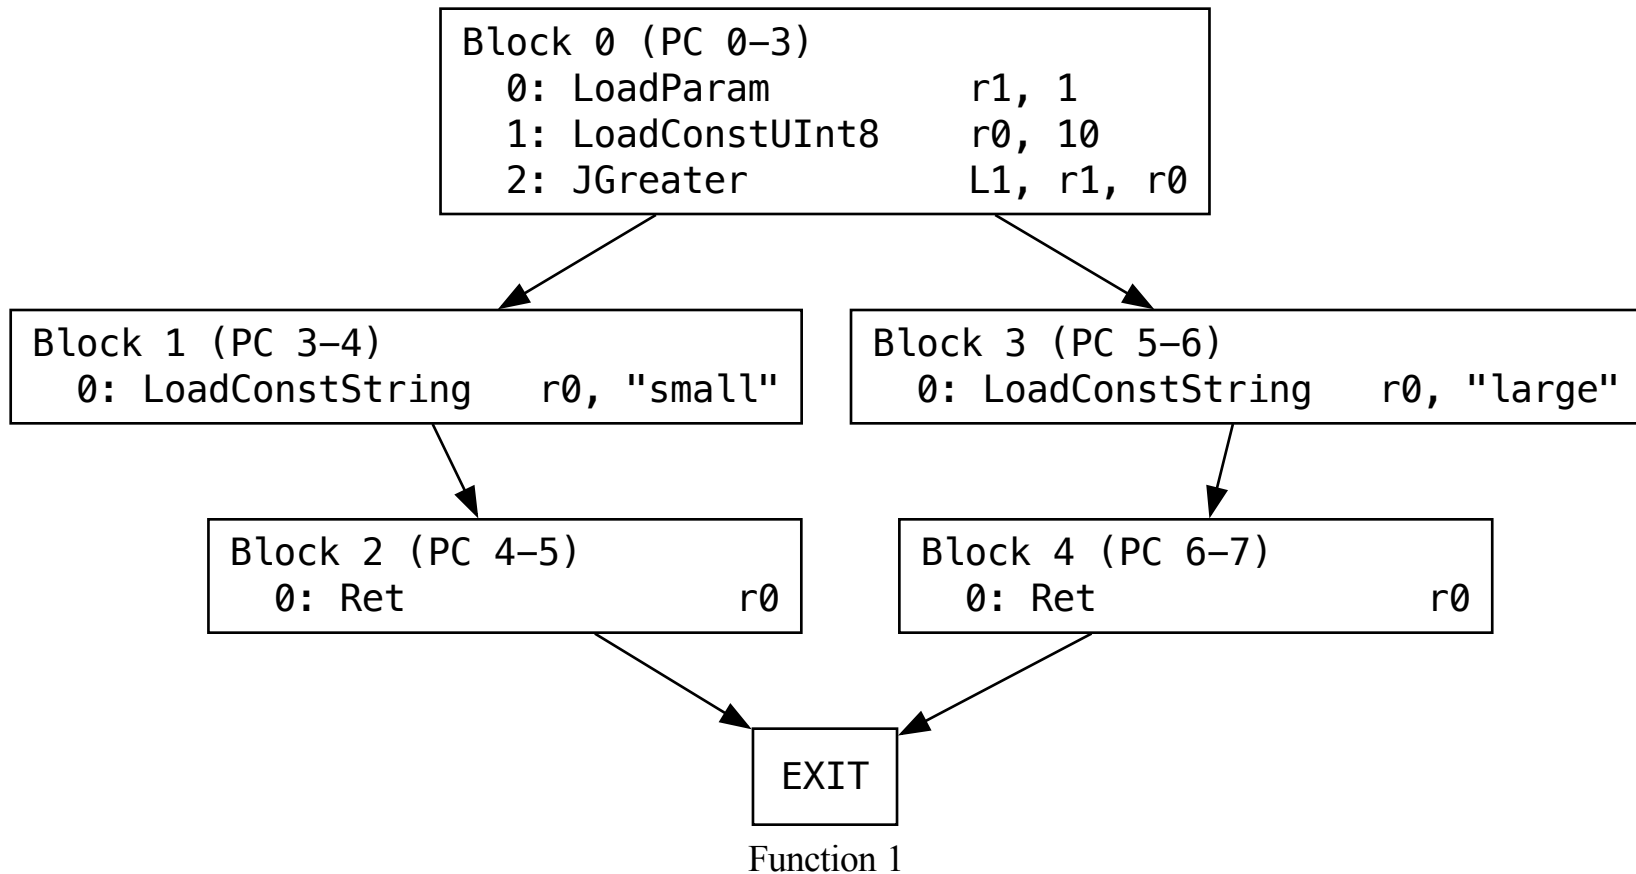 Block 0 (PC 0–3)
0: LoadParam r1, 1
1: LoadConstUInt8 r0, 10
2: JGreater L1, r1, r0
Block 1 (PC 3–4)
0: LoadConstString r0, "small"
Block 3 (PC 5–6)
0: LoadConstString r0, "large"
Block 2 (PC 4–5)
0: Ret r0
Block 4 (PC 6–7)
0: Ret r0
EXIT
Function 1